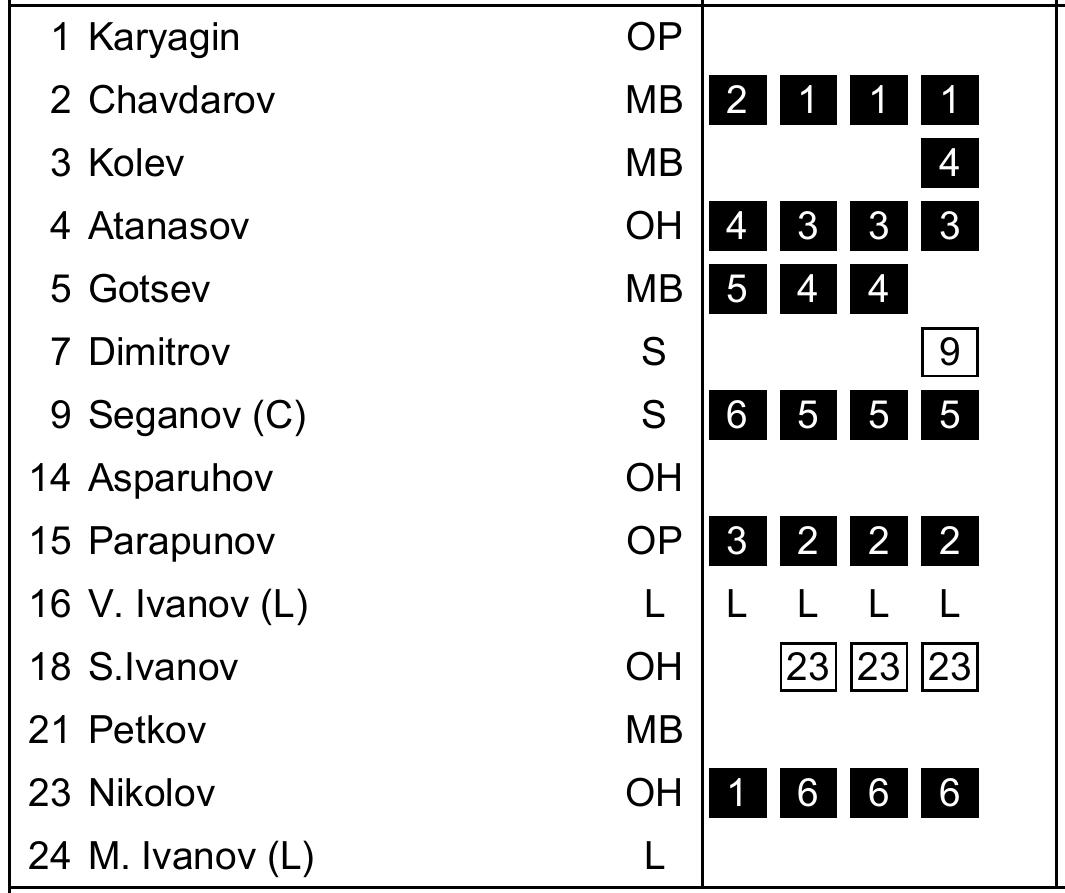 1 Karyagin OP
2 Chavdarov MB 2 1 1 1
3 Kolev MB 4
4 Atanasov OH 4 3 3 3
5 Gotsev MB 5 4 4
7 Dimitrov S 9
9 Seganov (C) S 6 5 5 5
14 Asparuhov OH
15 Parapunov OP 3 2 2 2
16 V. Ivanov (L) L L L L L
18 S.Ivanov OH 23 23 23
21 Petkov MB
23 Nikolov OH 1 6 6 6
24 M. Ivanov (L) L